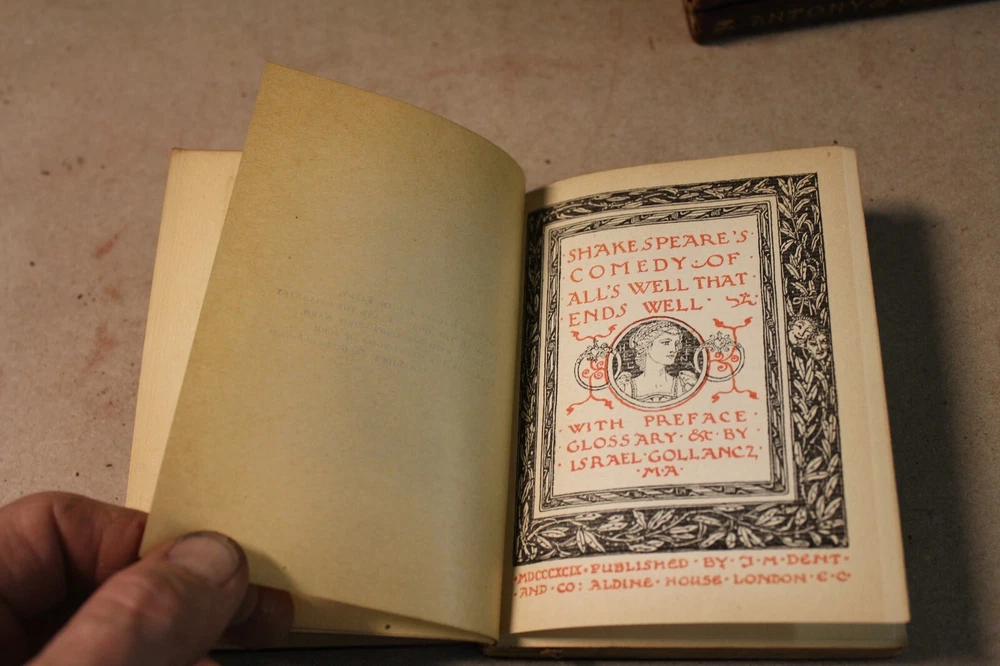 ANTONY &
SHAKESPEARE'S
COMEDY OF
ALL'S WELL THAT
ENDS WELL
WITH PREFACE
GLOSSARY · &c · BY
ISRAEL · GOLLANCZ,
· M · A ·
· MDCCCXCIX · PUBLISHED · BY · J · M · DENT ·
· AND · CO: ALDINE · HOUSE · LONDON · E · C ·